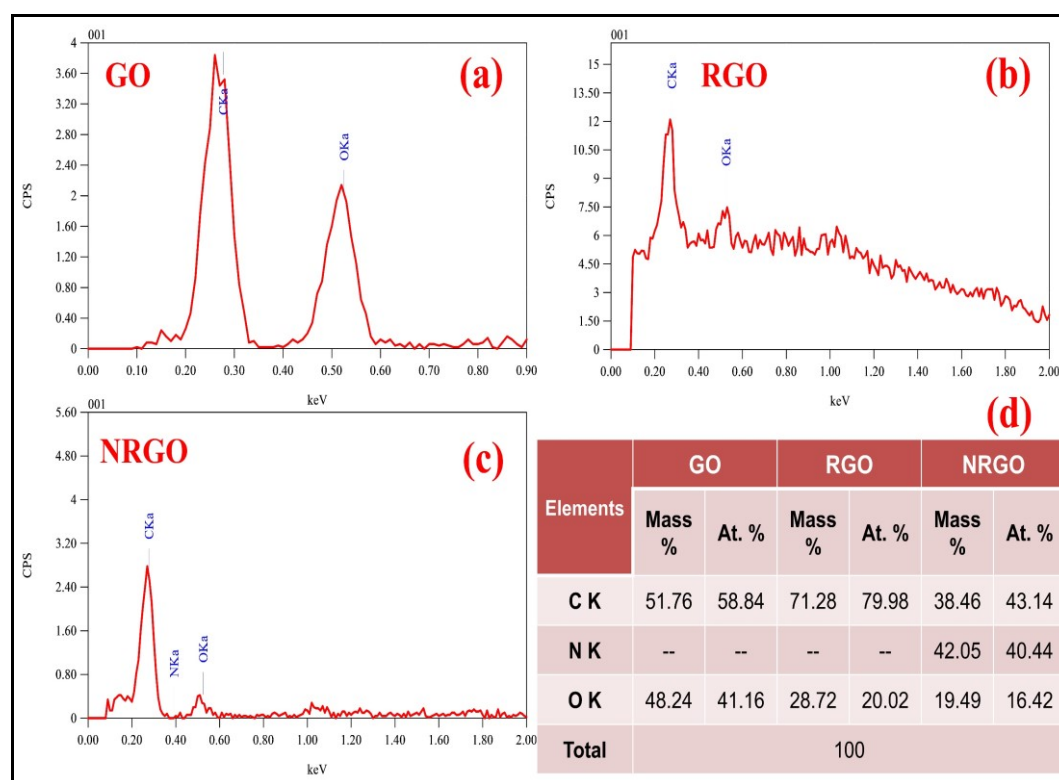 001
GO
(a)
CKa
OKa
CPS
4
3.60
3.20
2.80
2.40
2
1.60
1.20
0.80
0.40
0
0.00 0.10 0.20 0.30 0.40 0.50 0.60 0.70 0.80 0.90
keV
001
RGO
(b)
CKa
OKa
CPS
15
13.50
12
10.50
9
7.50
6
4.50
3
1.50
0
0.00 0.20 0.40 0.60 0.80 1.00 1.20 1.40 1.60 1.80 2.00
keV
001
NRGO
(c)
CKa
NKa
OKa
CPS
5.60
4.80
4
3.20
2.40
1.60
0.80
0
0.00 0.20 0.40 0.60 0.80 1.00 1.20 1.40 1.60 1.80 2.00
keV
(d)
Elements GO RGO NRGO
Mass % At. % Mass % At. % Mass % At. %
C K 51.76 58.84 71.28 79.98 38.46 43.14
N K -- -- -- -- 42.05 40.44
O K 48.24 41.16 28.72 20.02 19.49 16.42
Total 100